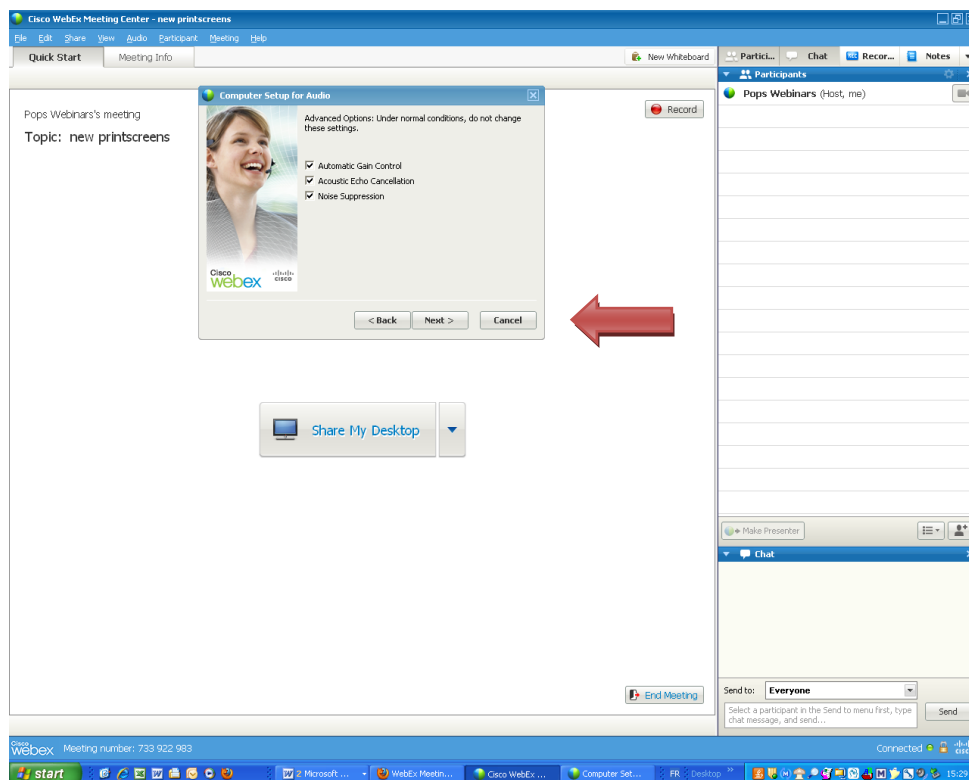 Cisco WebEx Meeting Center - new printscreens
File Edit Share View Audio Participant Meeting Help
Quick Start Meeting Info New Whiteboard
Partici... Chat Recor... Notes
Participants
Pops Webinars (Host, me)
Pops Webinars's meeting
Topic: new printscreens
Record
Computer Setup for Audio
Advanced Options: Under normal conditions, do not change
these settings.
Automatic Gain Control
Acoustic Echo Cancellation
Noise Suppression
Cisco
webex
cisco
< Back Next > Cancel
Share My Desktop
Make Presenter
Chat
Send to: Everyone
Select a participant in the Send to menu first, type
chat message, and send...
Send
End Meeting
Cisco
webex Meeting number: 733 922 983 Connected
start 2 Microsoft ... WebEx Meetin... Cisco WebEx ... Computer Set... FR Desktop 15:29